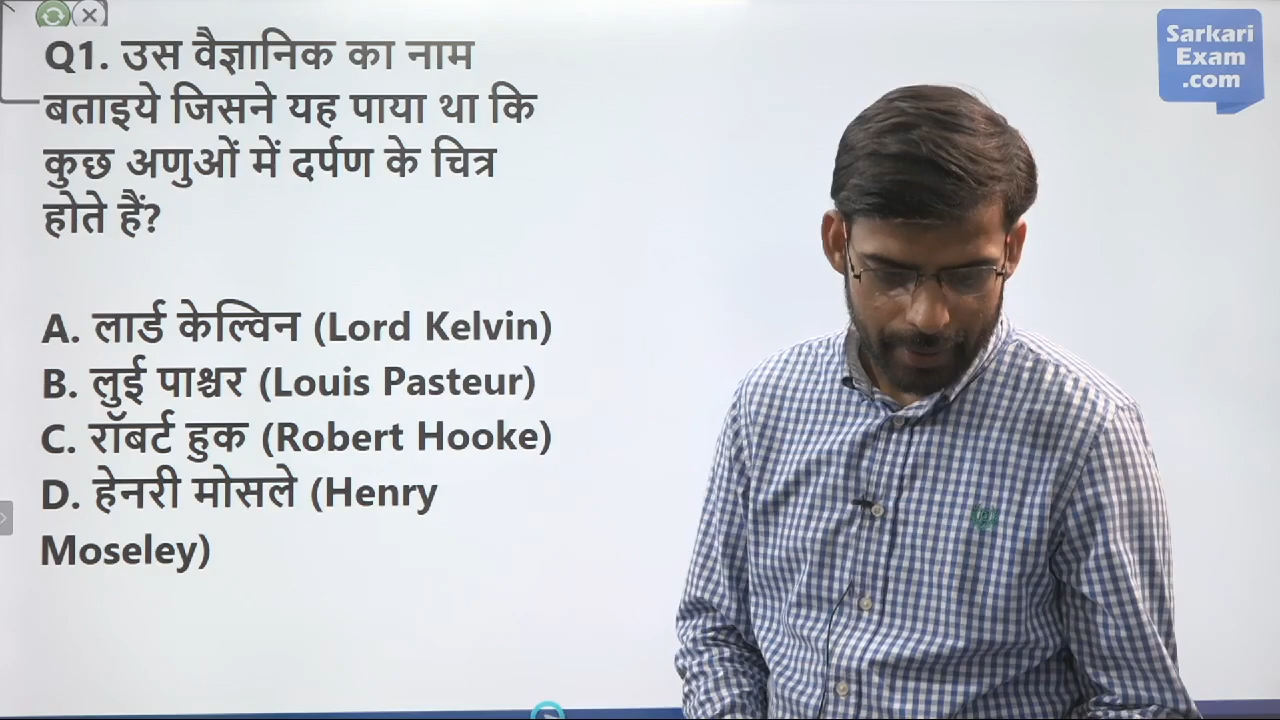 Q1. उस वैज्ञानिक का नाम
बताइये जिसने यह पाया था कि
कुछ अणुओं में दर्पण के चित्र
होते हैं?
A. लार्ड केल्विन (Lord Kelvin)
B. लुई पाश्चर (Louis Pasteur)
C. रॉबर्ट हुक (Robert Hooke)
D. हेनरी मोसले (Henry
Moseley)
Sarkari
Exam
.com